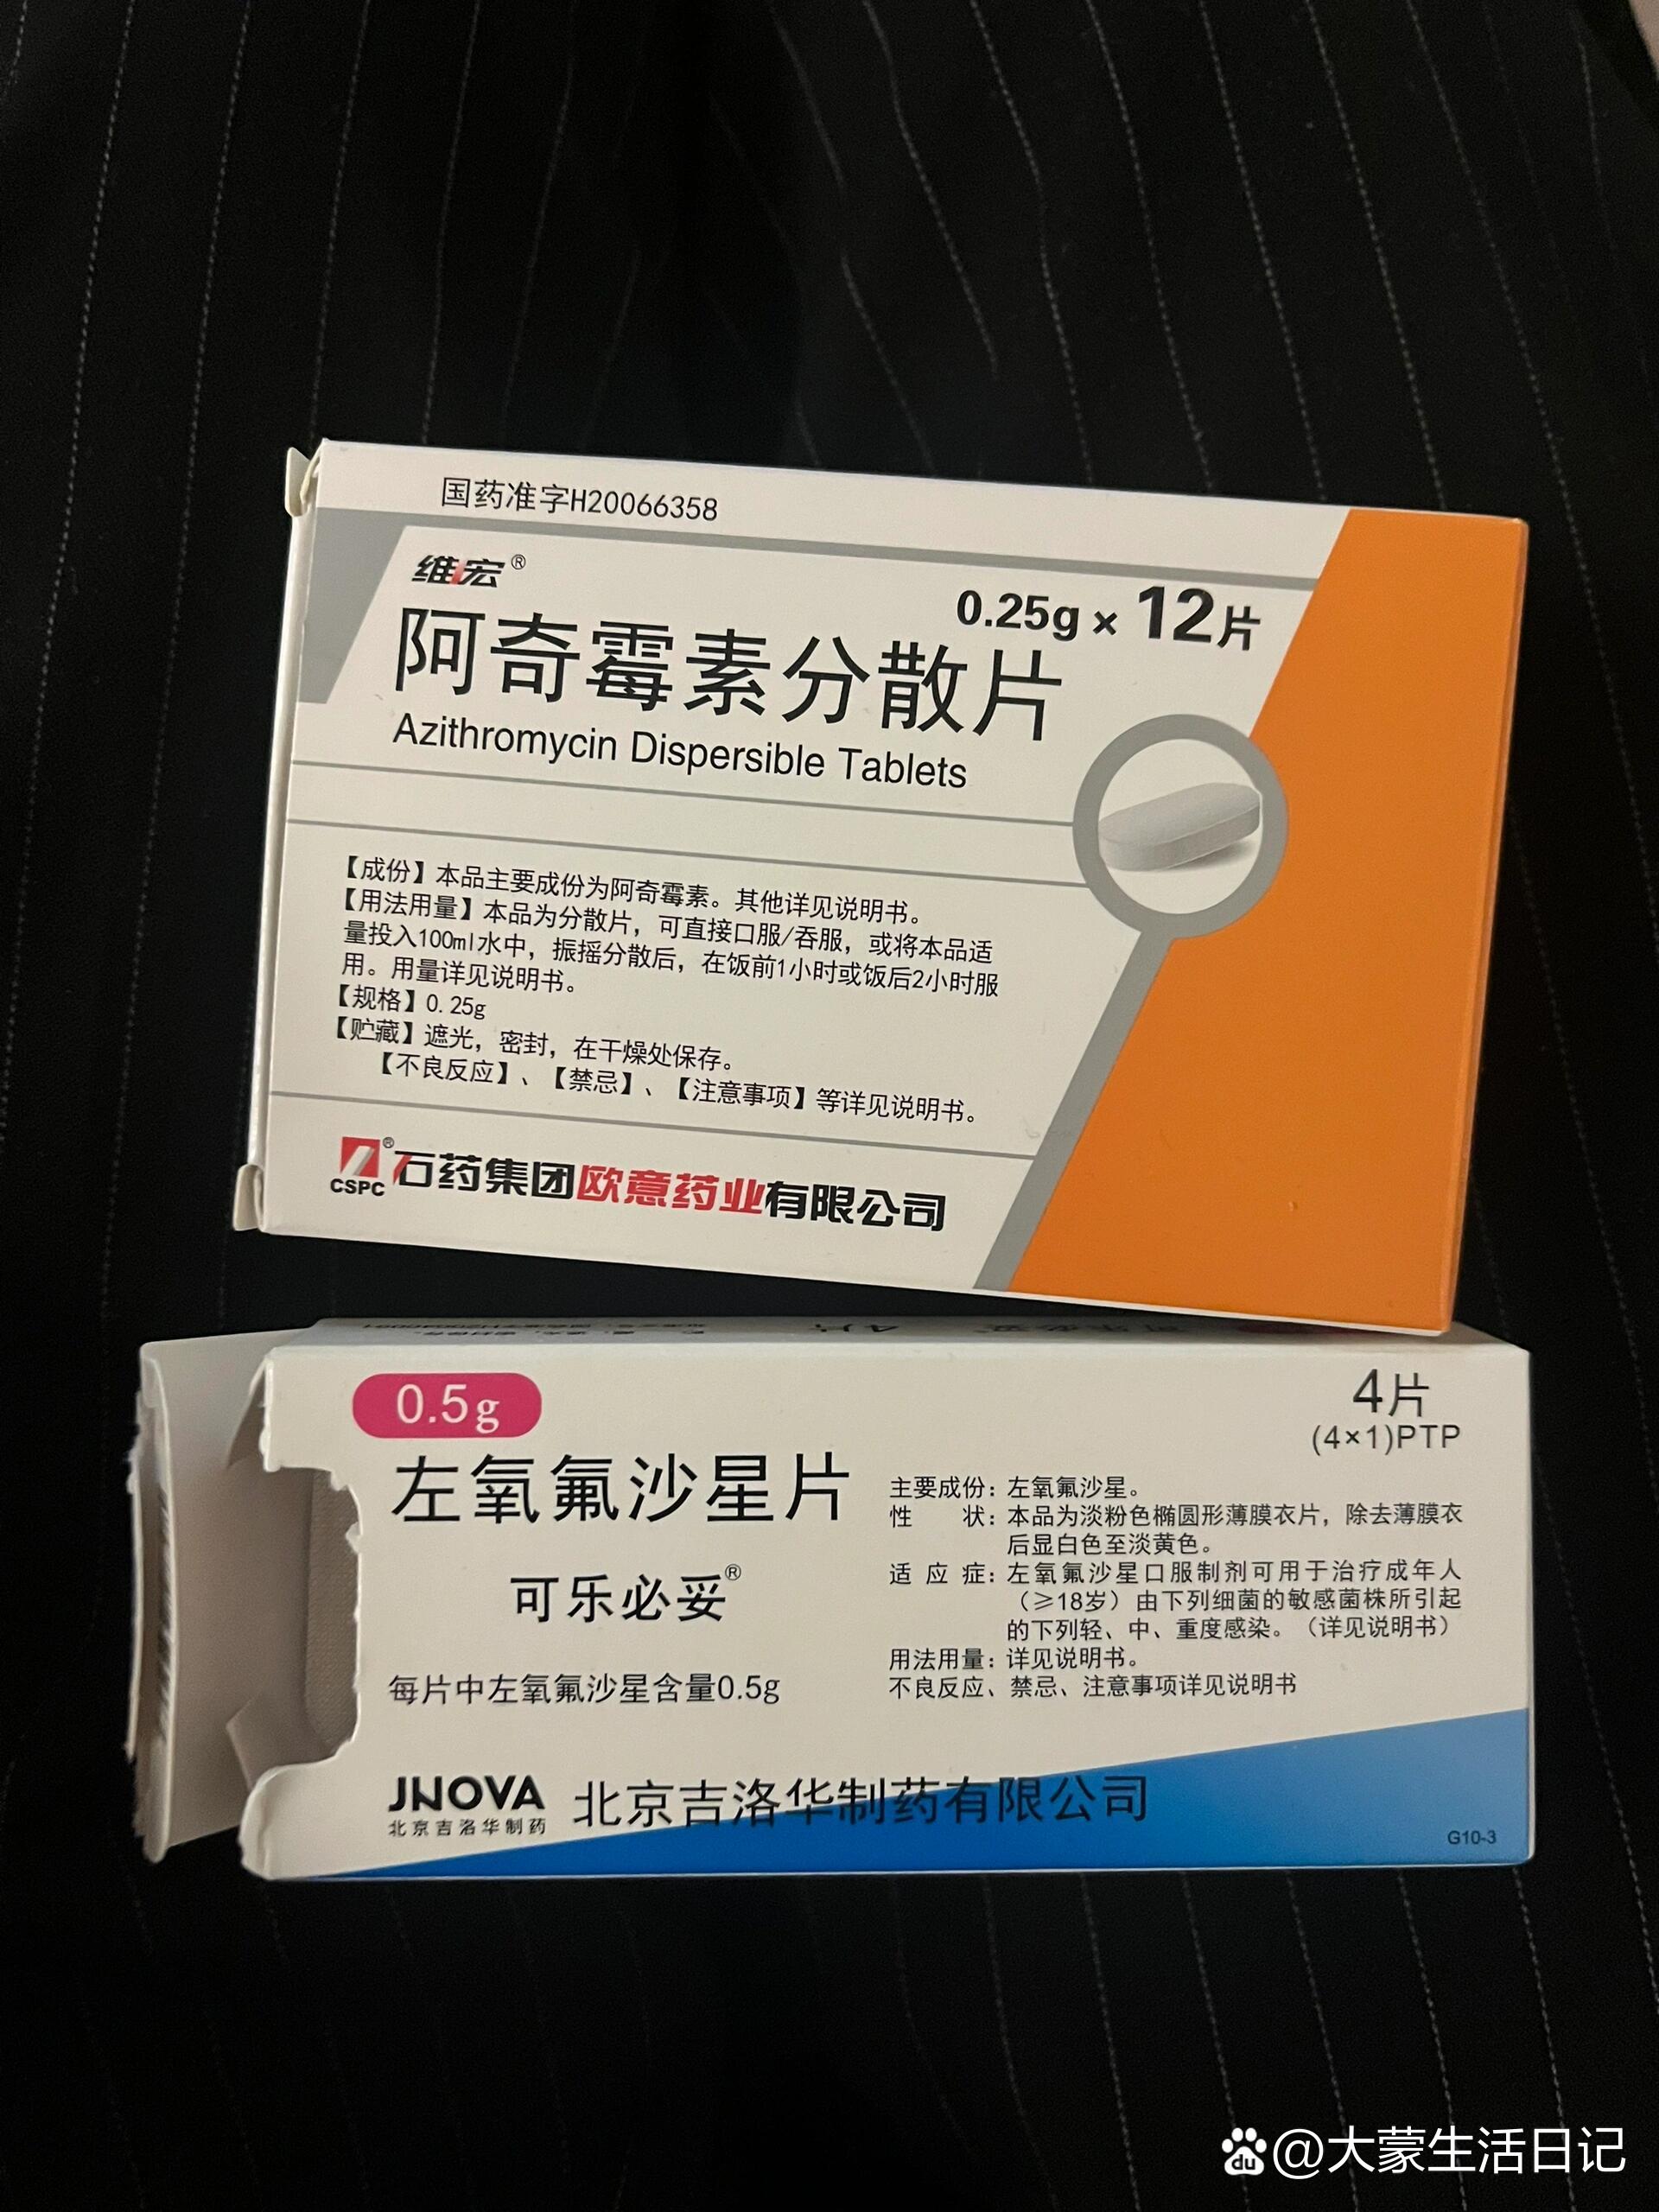 国药准字H20066358
维宏®
0.25g × 12片
阿奇霉素分散片
Azithromycin Dispersible Tablets
【成份】本品主要成份为阿奇霉素。其他详见说明书。
【用法用量】本品为分散片，可直接口服/吞服，或将本品适
量投入100ml水中，振摇分散后，在饭前1小时或饭后2小时服
用。用量详见说明书。
【规格】0.25g
【贮藏】遮光，密封，在干燥处保存。
【不良反应】、【禁忌】、【注意事项】等详见说明书。
CSPC® 石药集团欧意药业有限公司
4片
0.5g
4片
(4×1)PTP
左氧氟沙星片
可乐必妥®
每片中左氧氟沙星含量0.5g
主要成份：左氧氟沙星。
性 状：本品为淡粉色椭圆形薄膜衣片，除去薄膜衣
后显白色至淡黄色。
适 应 症：左氧氟沙星口服制剂可用于治疗成年人
（≥18岁）由下列细菌的敏感菌株所引起
的下列轻、中、重度感染。（详见说明书）
用法用量：详见说明书。
不良反应、禁忌、注意事项详见说明书
JNOVA
北京吉洛华制药
北京吉洛华制药有限公司
G10-3
du @大蒙生活日记